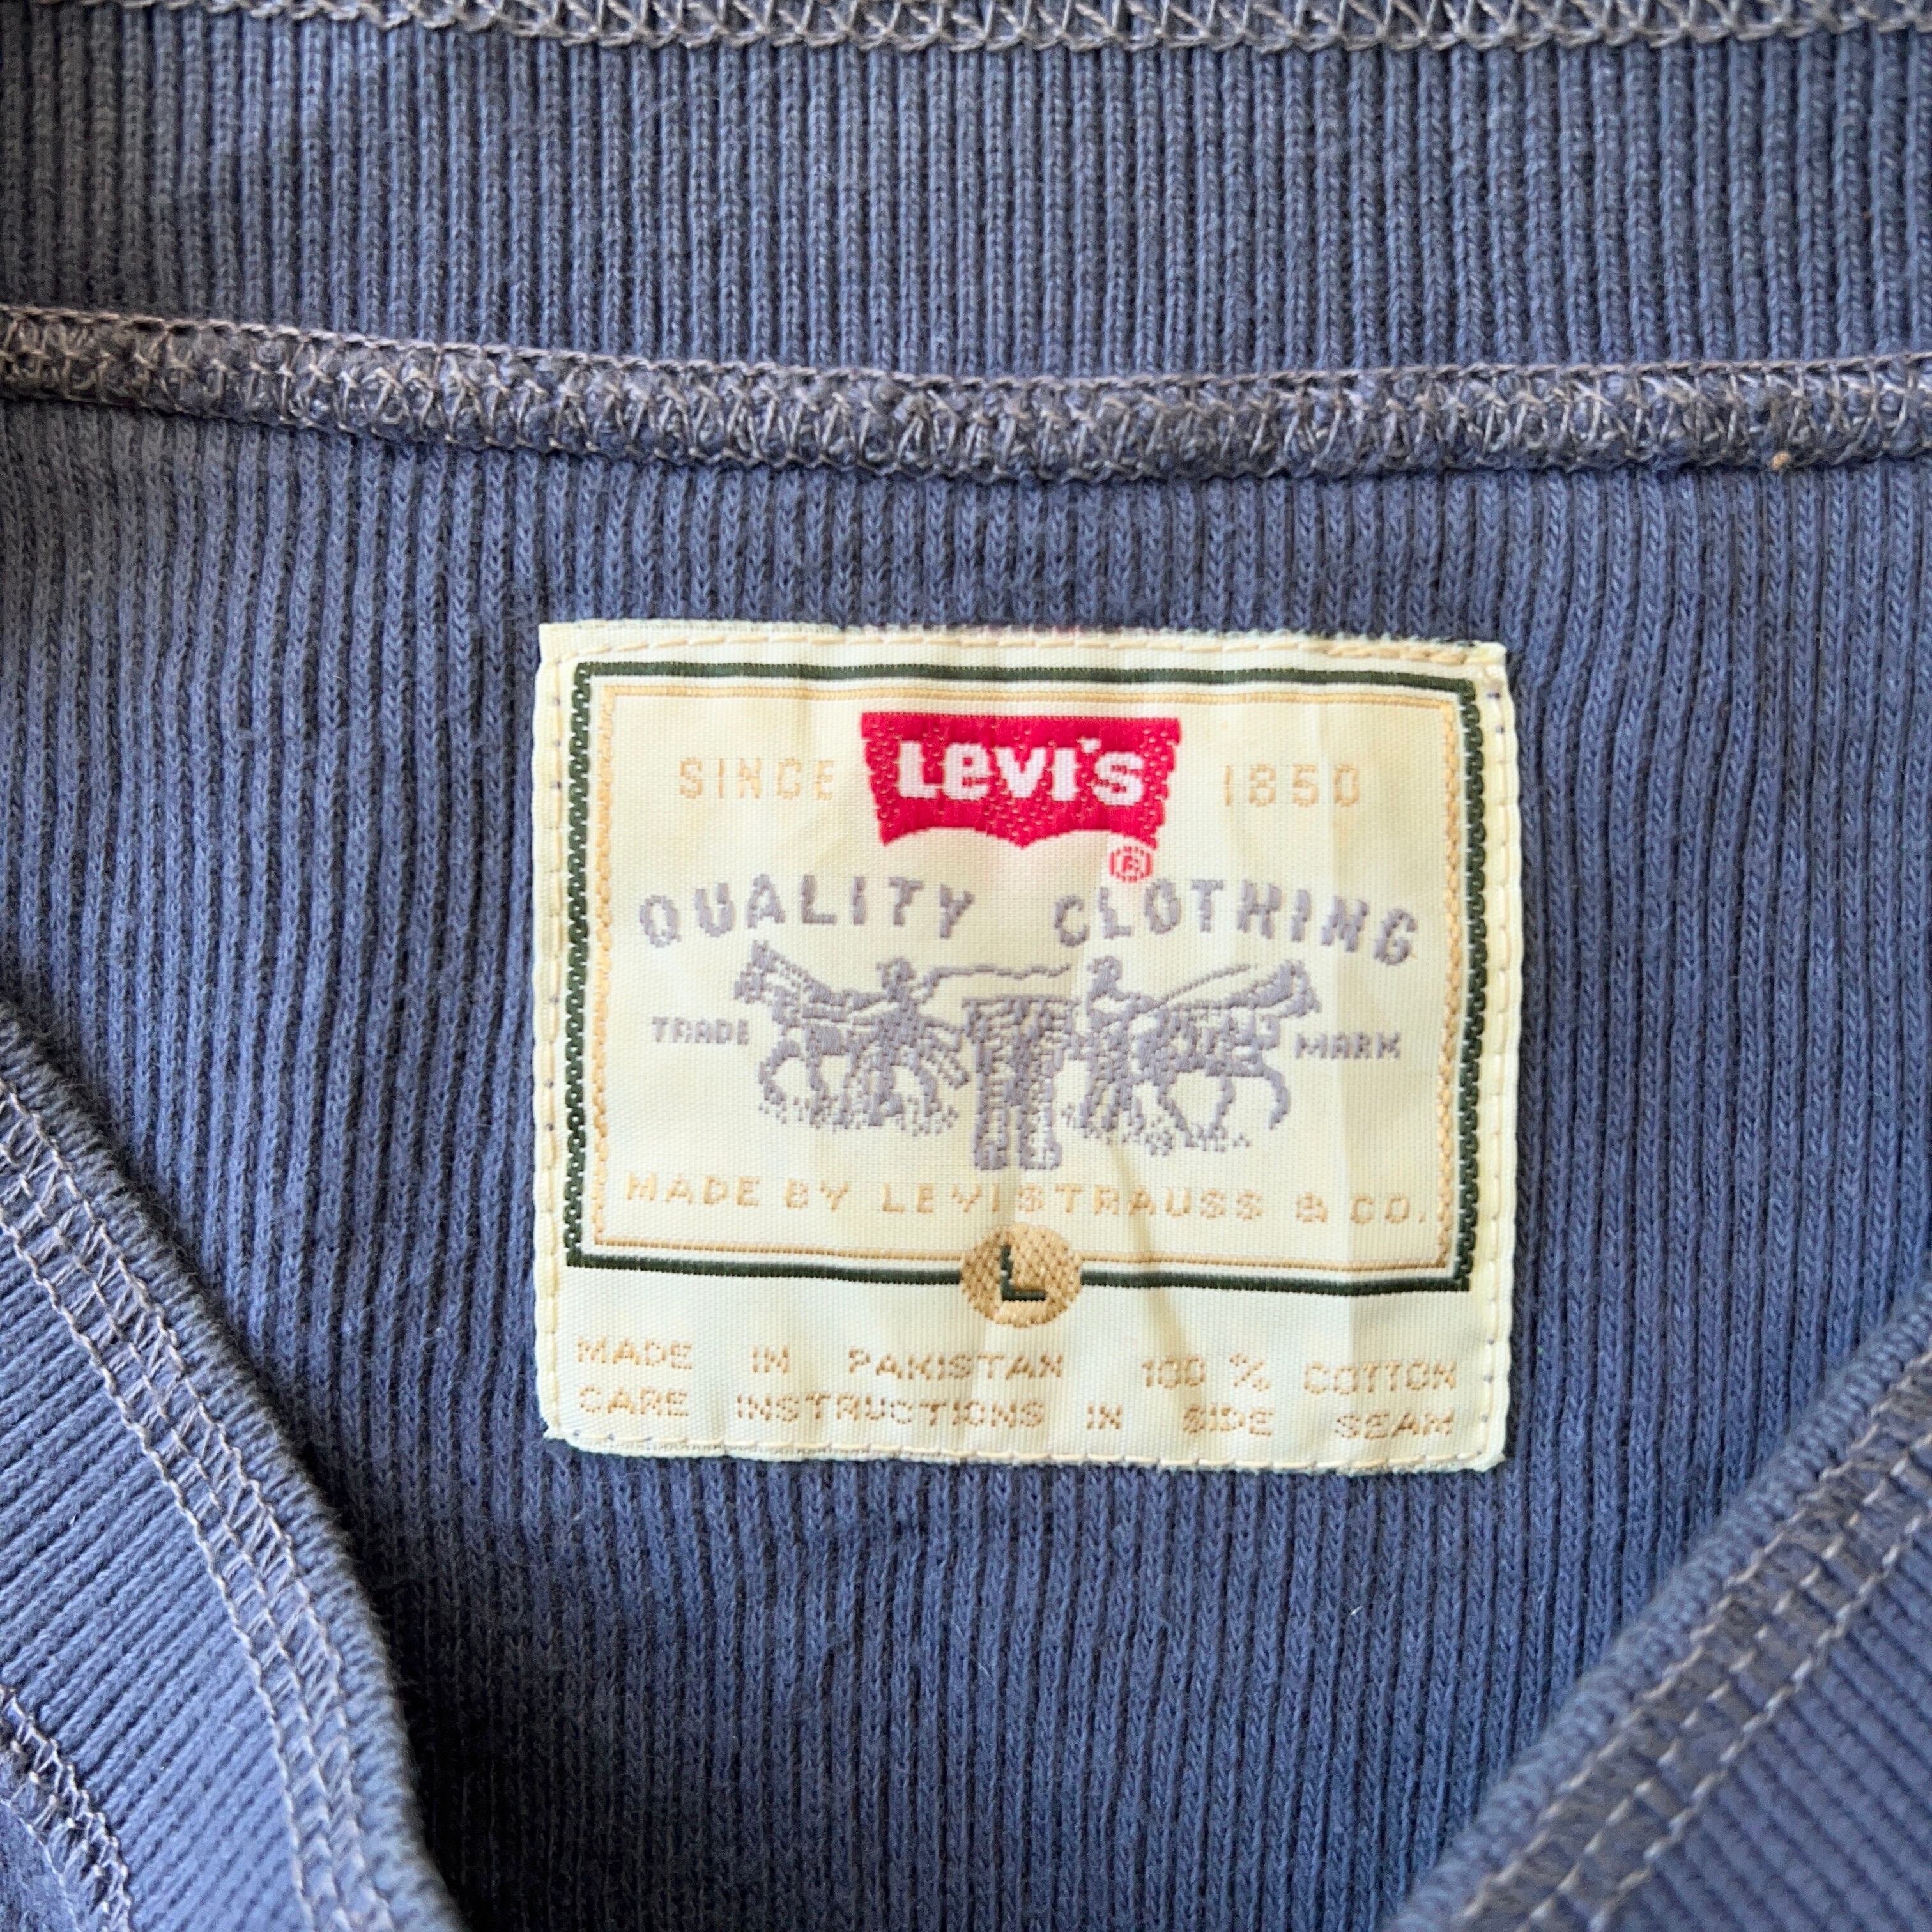 SINCE LEVI'S 1850
®
QUALITY CLOTHING
TRADE MARK
MADE BY LEVI STRAUSS & CO.
L
MADE IN PAKISTAN 100 % COTTON
CARE INSTRUCTIONS IN SIDE SEAM